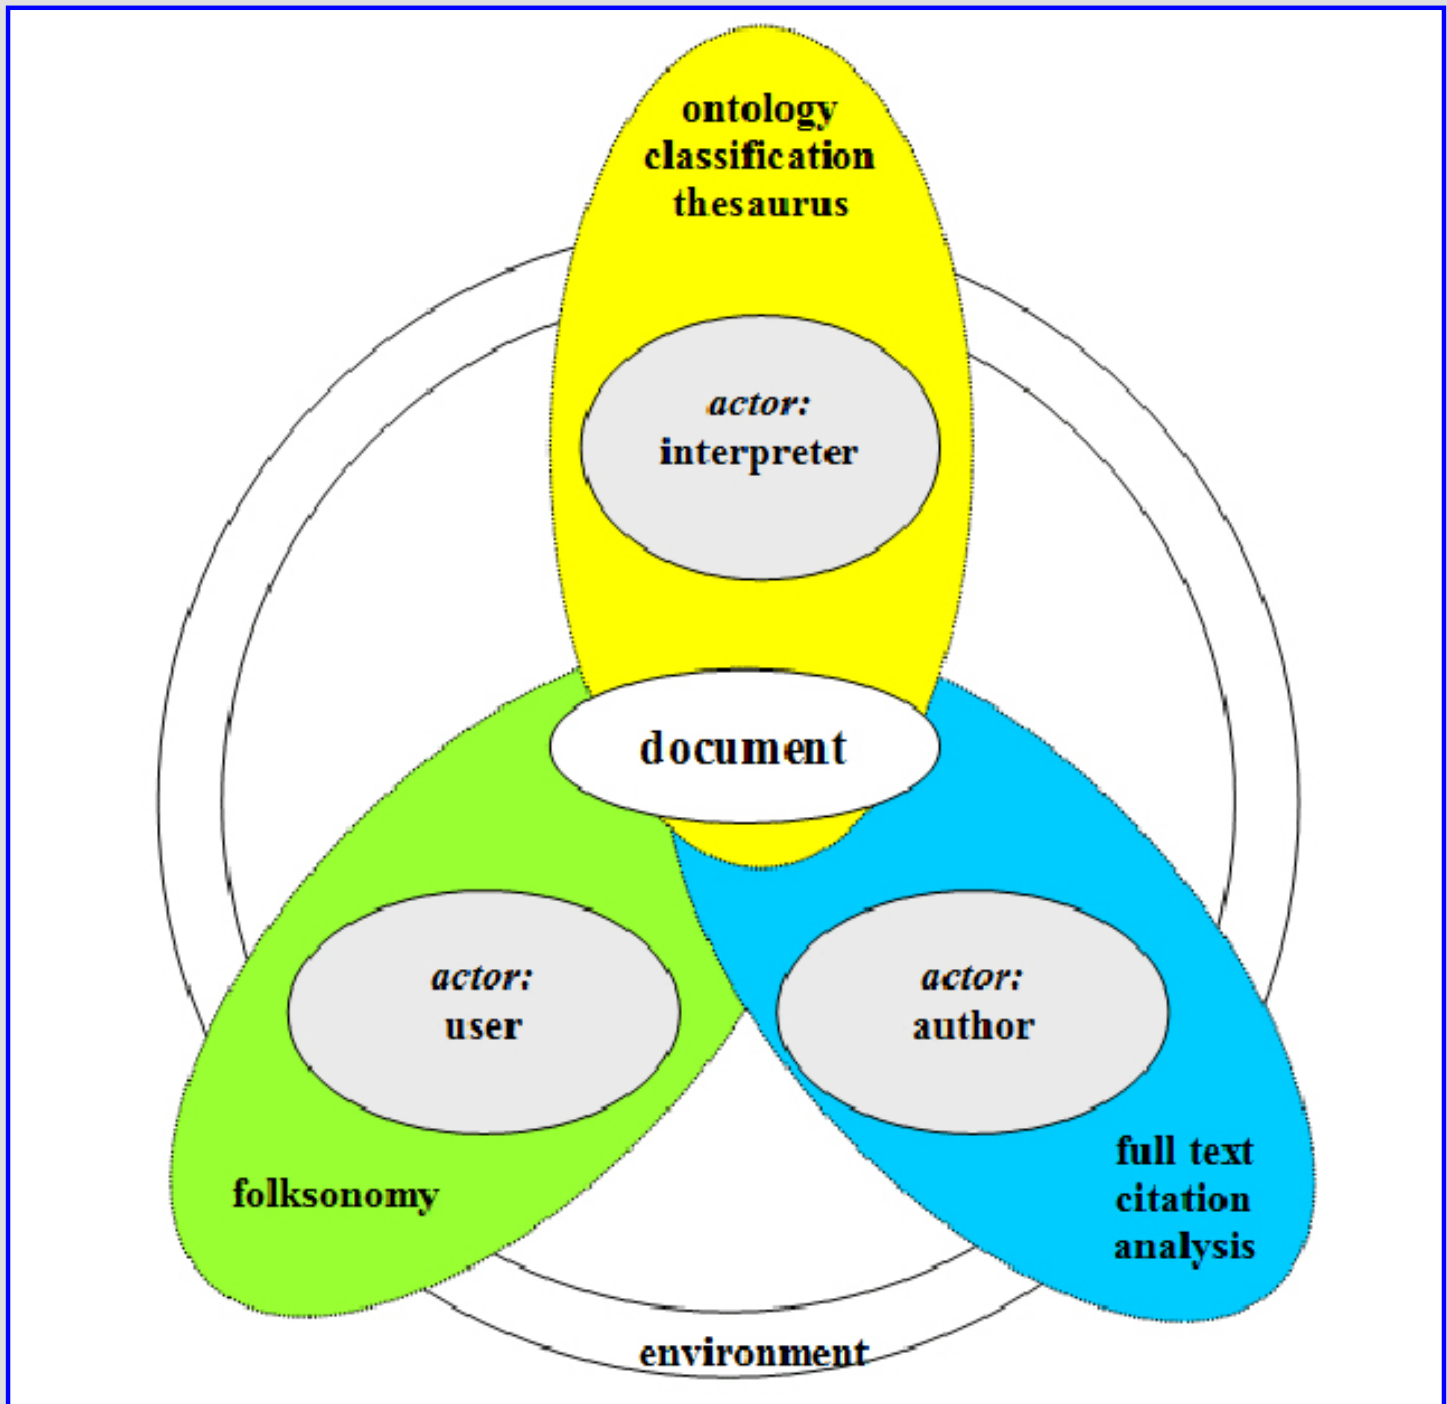 ontology
classification
thesaurus
actor:
interpreter
document
actor:
user
actor:
author
folksonomy
full text
citation
analysis
environment